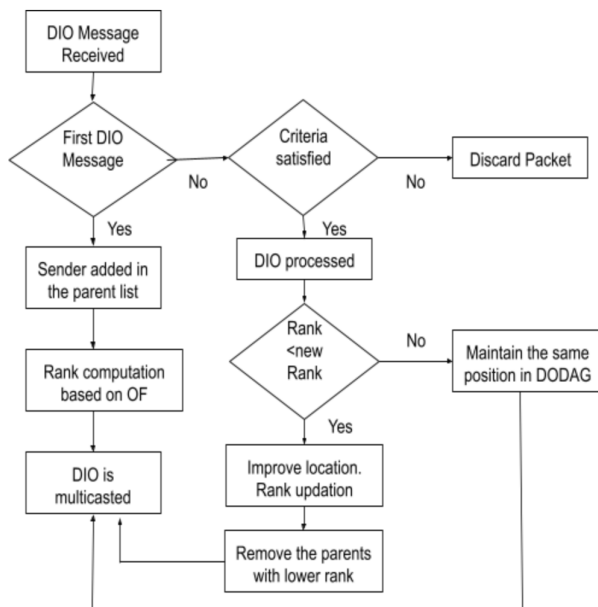 DIO Message
Received
First DIO
Message
No
Criteria
satisfied
No
Discard Packet
Yes
Sender added in
the parent list
Yes
DIO processed
Rank computation
based on OF
Rank
<new
Rank
No
Maintain the same
position in DODAG
Yes
DIO is
multicasted
Improve location.
Rank updation
Remove the parents
with lower rank